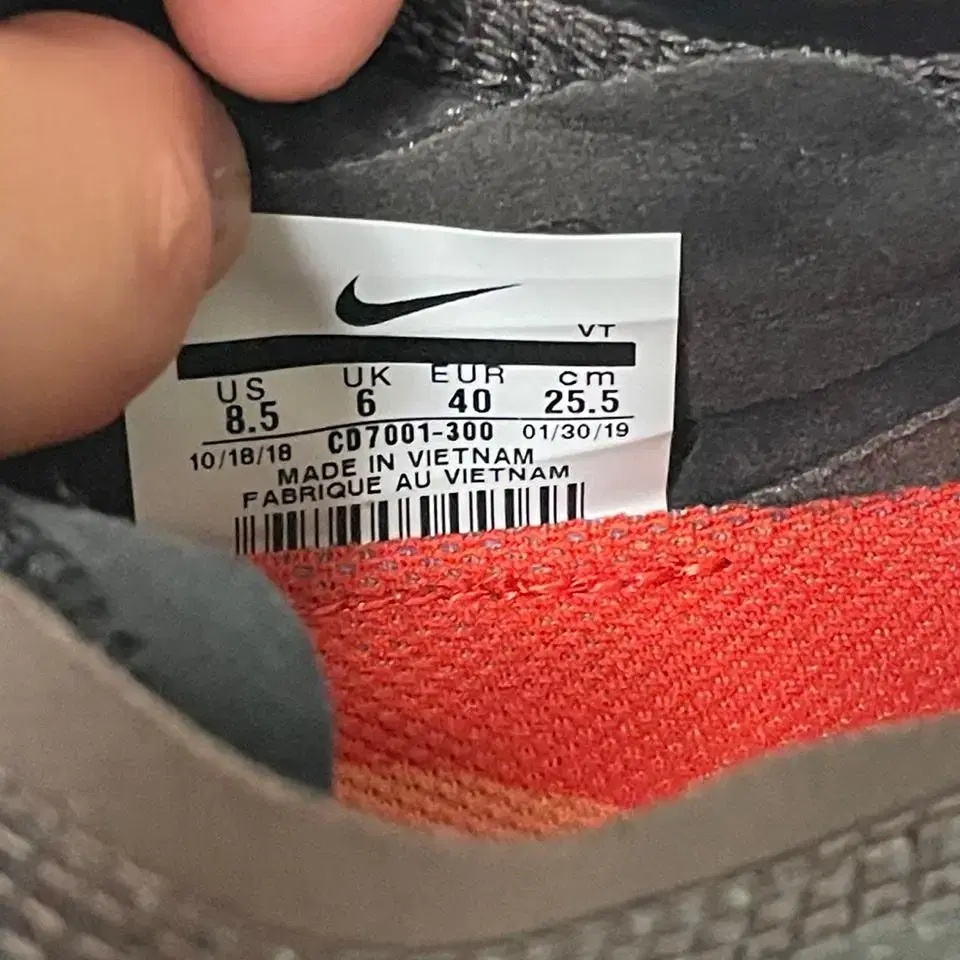 VT
US UK EUR cm
8.5 6 40 25.5
10/18/18 CD7001-300 01/30/19
MADE IN VIETNAM
FABRIQUE AU VIETNAM